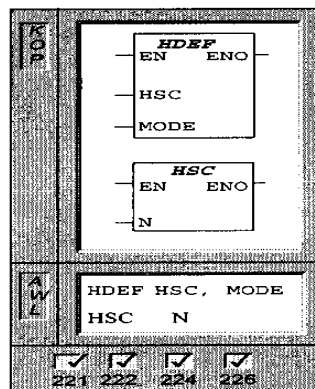 KOP
HDEF
EN ENO
HSC
MODE
HSC
EN ENO
N
AWL
HDEF HSC, MODE
HSC N
221 222 224 226